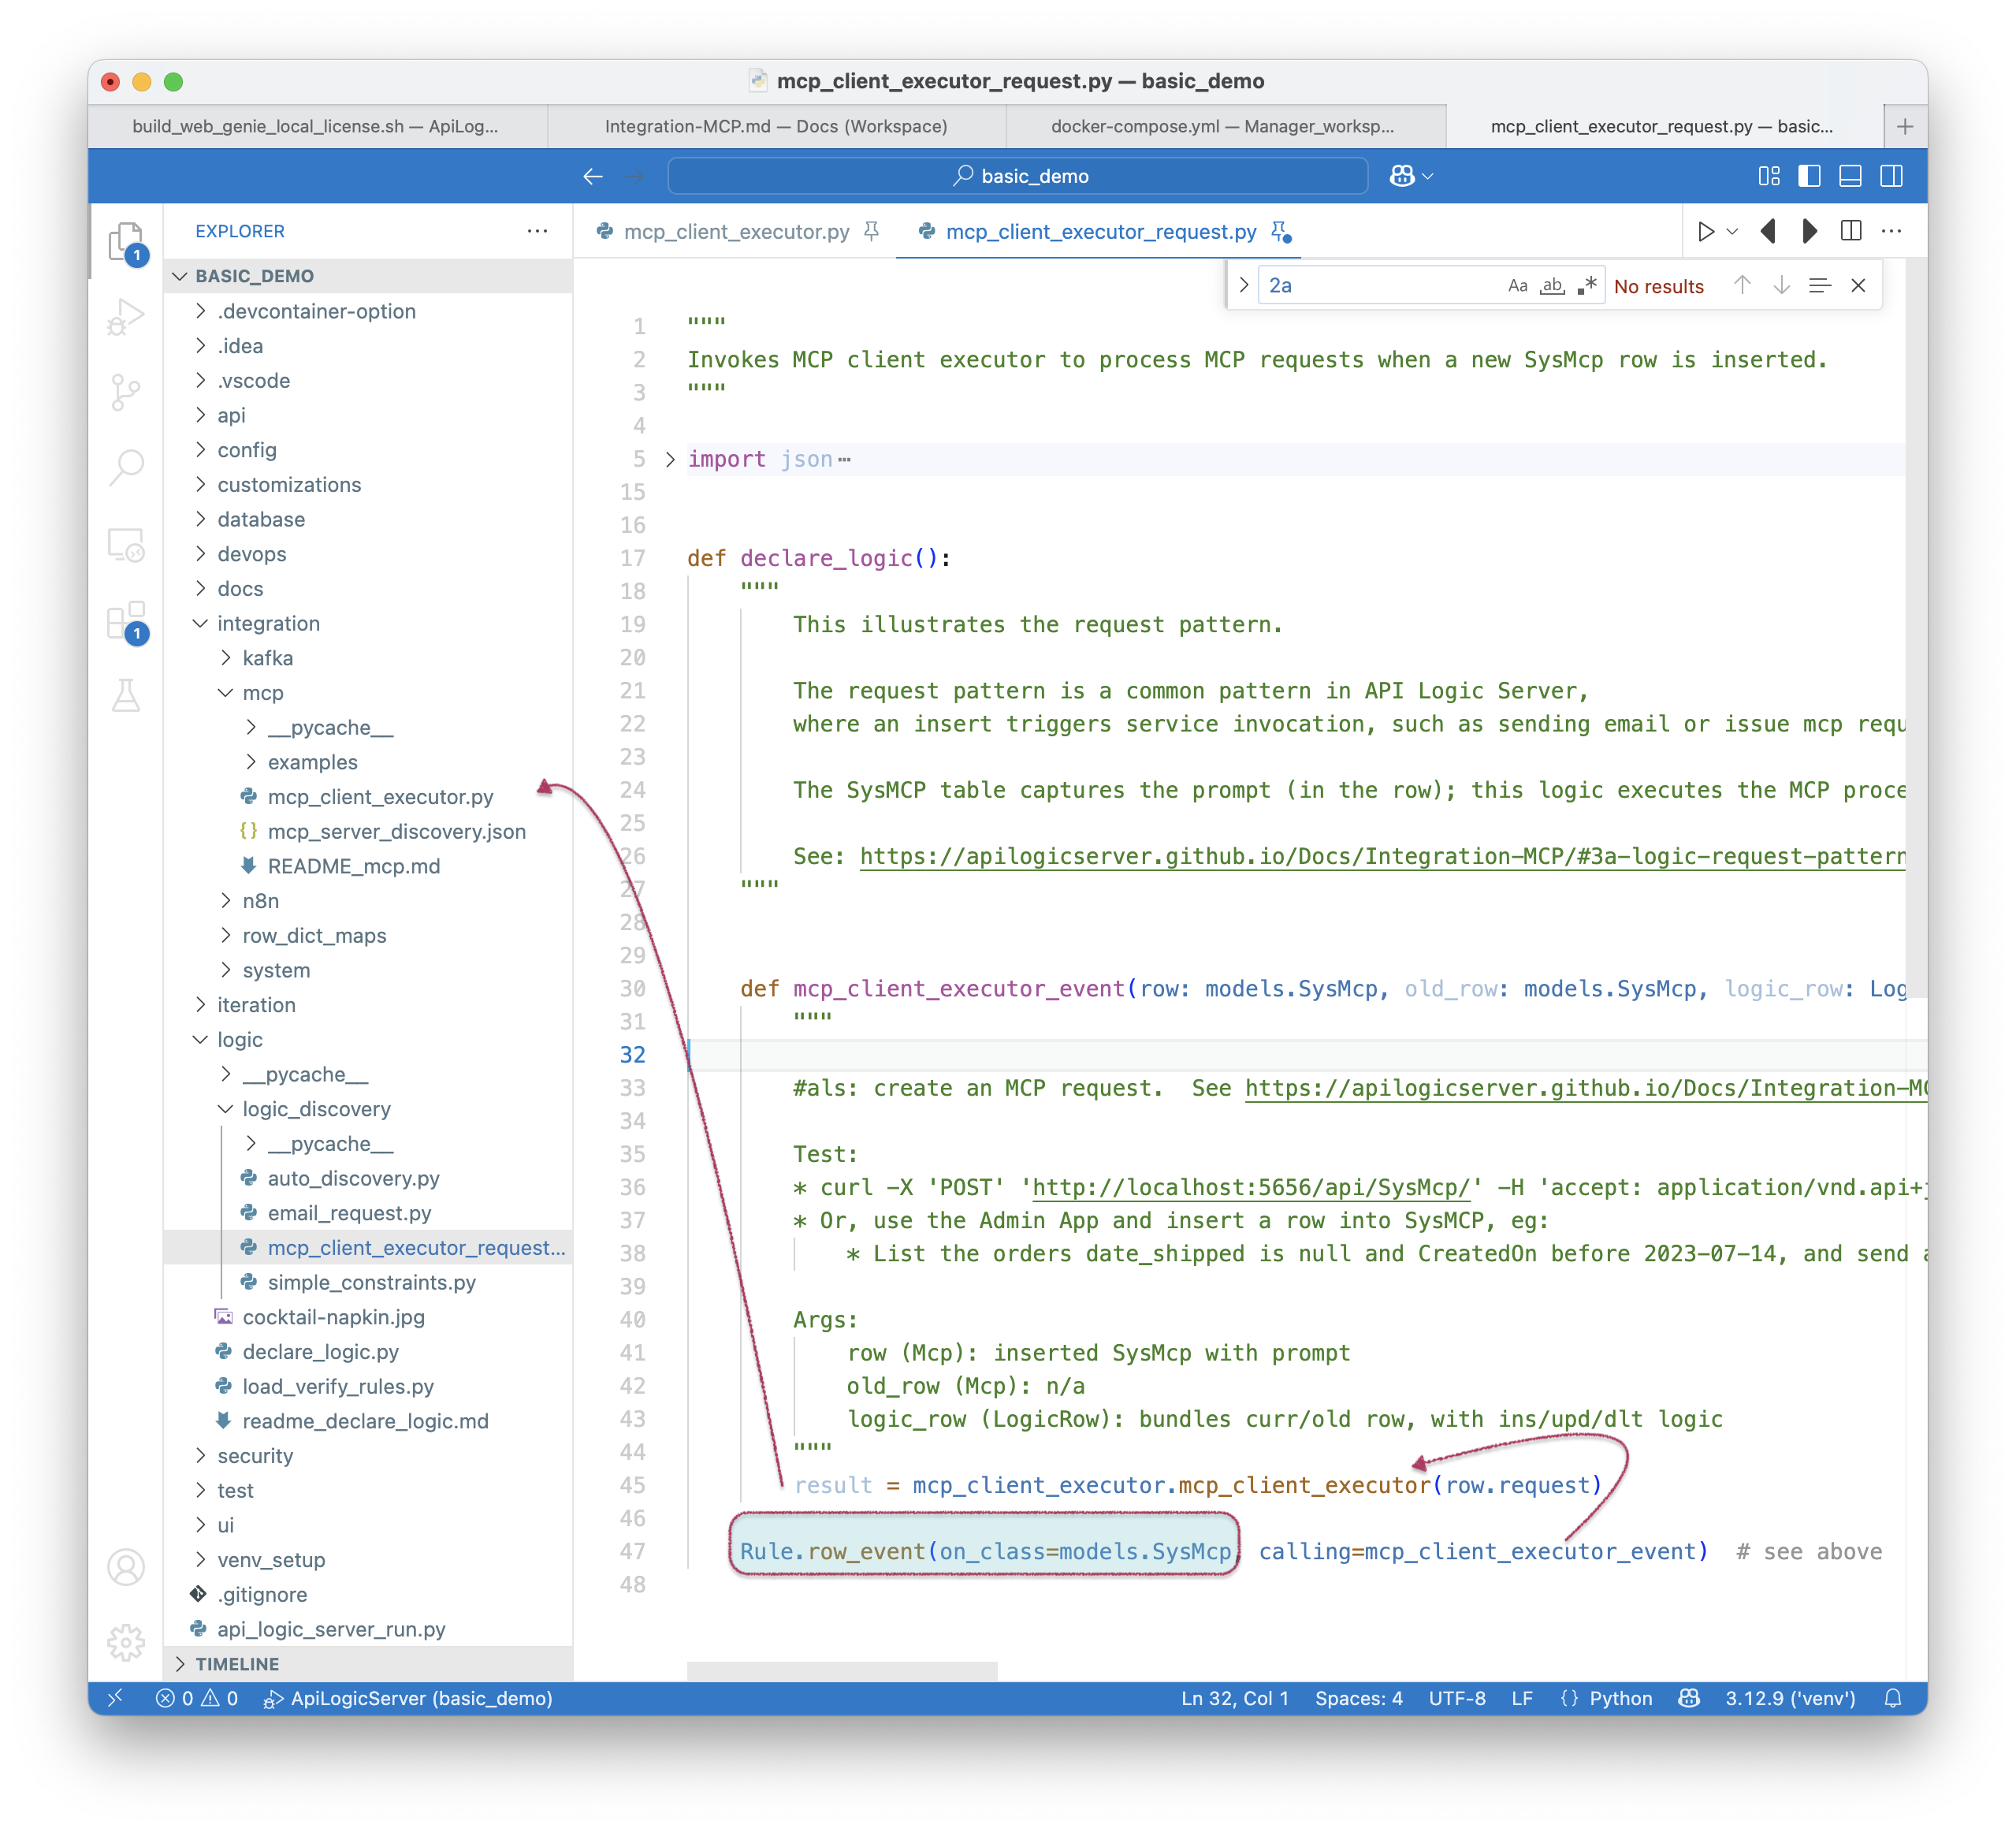 mcp_client_executor_request.py — basic_demo
build_web_genie_local_license.sh — ApiLog...
Integration-MCP.md — Docs (Workspace)
docker-compose.yml — Manager_worksp...
mcp_client_executor_request.py — basic...
basic_demo
EXPLORER
BASIC_DEMO
.devcontainer-option
.idea
.vscode
api
config
customizations
database
devops
docs
integration
kafka
mcp
__pycache__
examples
mcp_client_executor.py
mcp_server_discovery.json
README_mcp.md
n8n
row_dict_maps
system
iteration
logic
__pycache__
logic_discovery
__pycache__
auto_discovery.py
email_request.py
mcp_client_executor_request...
simple_constraints.py
cocktail-napkin.jpg
declare_logic.py
load_verify_rules.py
readme_declare_logic.md
security
test
ui
venv_setup
.gitignore
api_logic_server_run.py
TIMELINE
1
1
mcp_client_executor.py
mcp_client_executor_request.py
2a
Aa
ab
No results
1 """
2 Invokes MCP client executor to process MCP requests when a new SysMcp row is inserted.
3 """
4
5 import json ⋯
15
16
17 def declare_logic():
18 """
19 This illustrates the request pattern.
20
21 The request pattern is a common pattern in API Logic Server,
22 where an insert triggers service invocation, such as sending email or issue mcp requ
23
24 The SysMCP table captures the prompt (in the row); this logic executes the MCP proce
25
26 See: https://apilogicserver.github.io/Docs/Integration-MCP/#3a-logic-request-pattern
27 """
28
29
30 def mcp_client_executor_event(row: models.SysMcp, old_row: models.SysMcp, logic_row: Log
31 """
32
33 #als: create an MCP request.  See https://apilogicserver.github.io/Docs/Integration-MC
34
35 Test:
36 * curl -X 'POST' 'http://localhost:5656/api/SysMcp/' -H 'accept: application/vnd.api+j
37 * Or, use the Admin App and insert a row into SysMCP, eg:
38 * List the orders date_shipped is null and CreatedOn before 2023-07-14, and send a
39
40 Args:
41 row (Mcp): inserted SysMcp with prompt
42 old_row (Mcp): n/a
43 logic_row (LogicRow): bundles curr/old row, with ins/upd/dlt logic
44 """
45 result = mcp_client_executor.mcp_client_executor(row.request)
46
47 Rule.row_event(on_class=models.SysMcp, calling=mcp_client_executor_event)  # see above
48
0 0 ApiLogicServer (basic_demo)
Ln 32, Col 1 Spaces: 4 UTF-8 LF {} Python 3.12.9 ('venv')